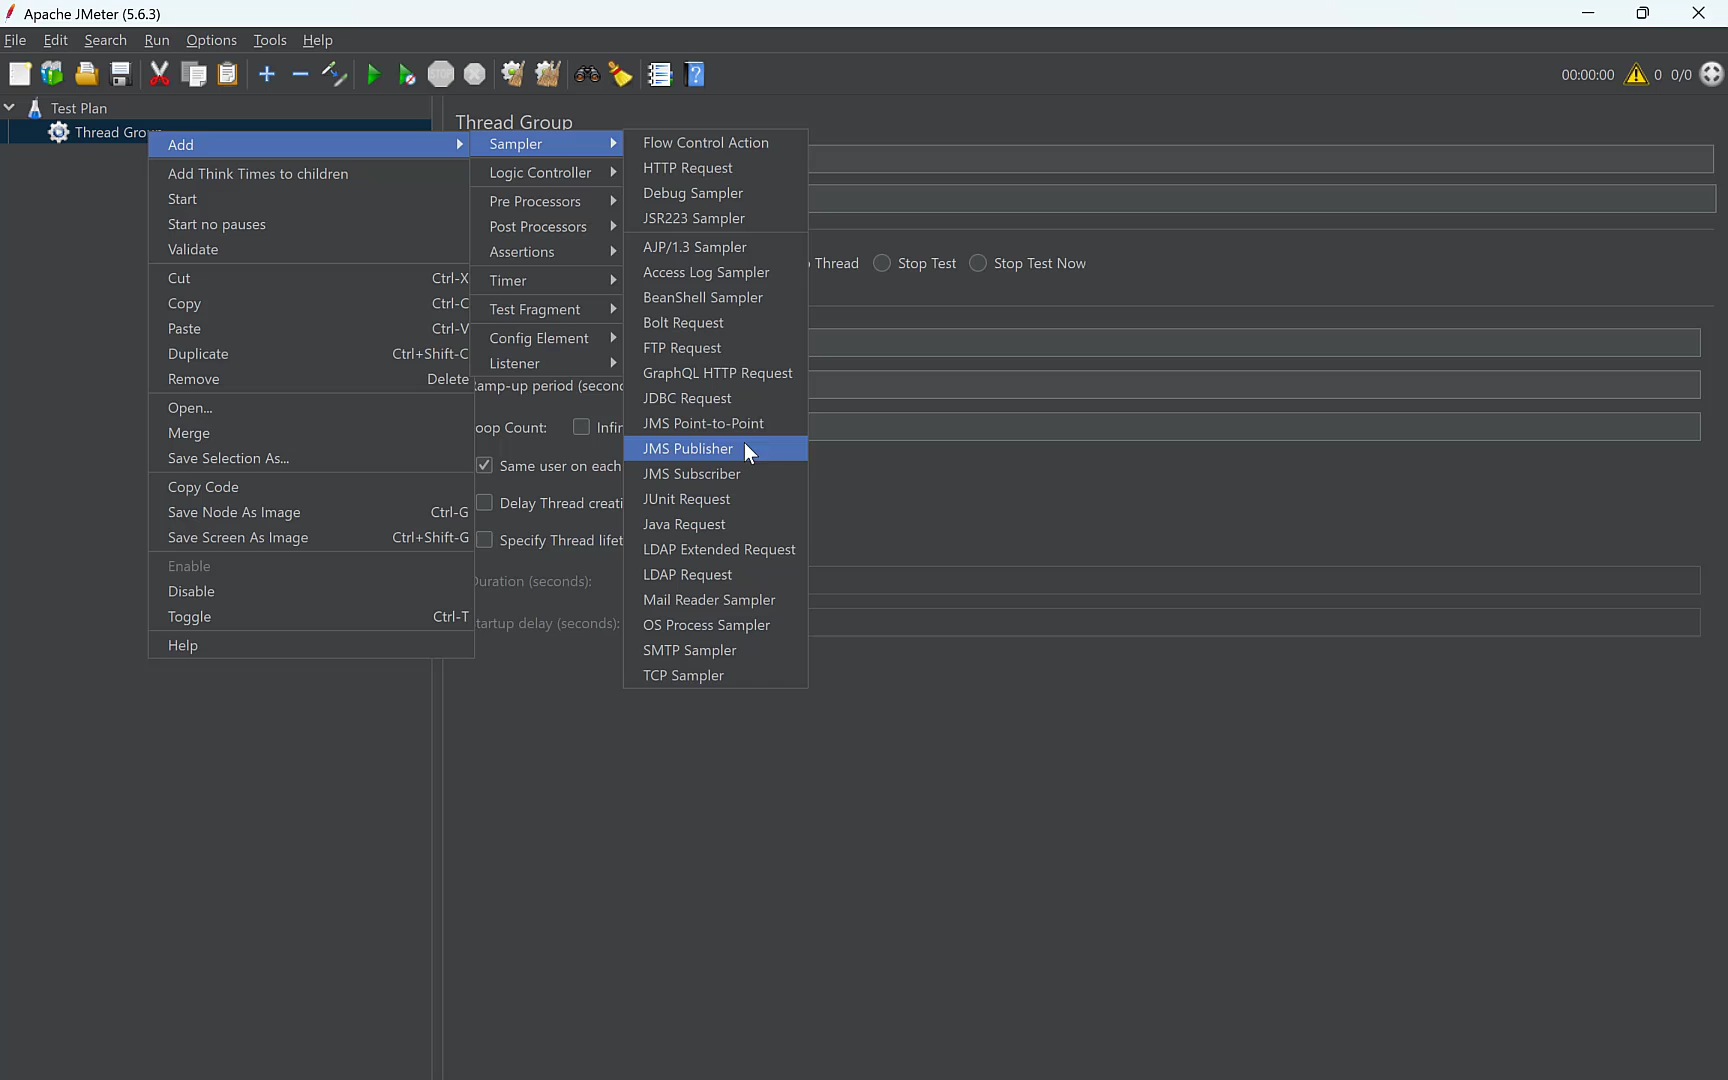 Apache JMeter (5.6.3)
File Edit Search Run Options Tools Help
STOP
00:00:00 0 0/0
Test Plan
Thread Group
Thread Group
Add
Add Think Times to children
Start
Start no pauses
Validate
Cut Ctrl-X
Copy Ctrl-C
Paste Ctrl-V
Duplicate Ctrl+Shift-C
Remove Delete
Open...
Merge
Save Selection As...
Copy Code
Save Node As Image Ctrl-G
Save Screen As Image Ctrl+Shift-G
Enable
Disable
Toggle Ctrl-T
Help
Sampler
Logic Controller
Pre Processors
Post Processors
Assertions
Timer
Test Fragment
Config Element
Listener
Flow Control Action
HTTP Request
Debug Sampler
JSR223 Sampler
AJP/1.3 Sampler
Access Log Sampler
BeanShell Sampler
Bolt Request
FTP Request
GraphQL HTTP Request
JDBC Request
JMS Point-to-Point
JMS Publisher
JMS Subscriber
JUnit Request
Java Request
LDAP Extended Request
LDAP Request
Mail Reader Sampler
OS Process Sampler
SMTP Sampler
TCP Sampler
Thread Stop Test Stop Test Now
amp-up period (secon
oop Count: Infi
Same user on each
Delay Thread creati
Specify Thread lifet
uration (seconds):
tartup delay (seconds):